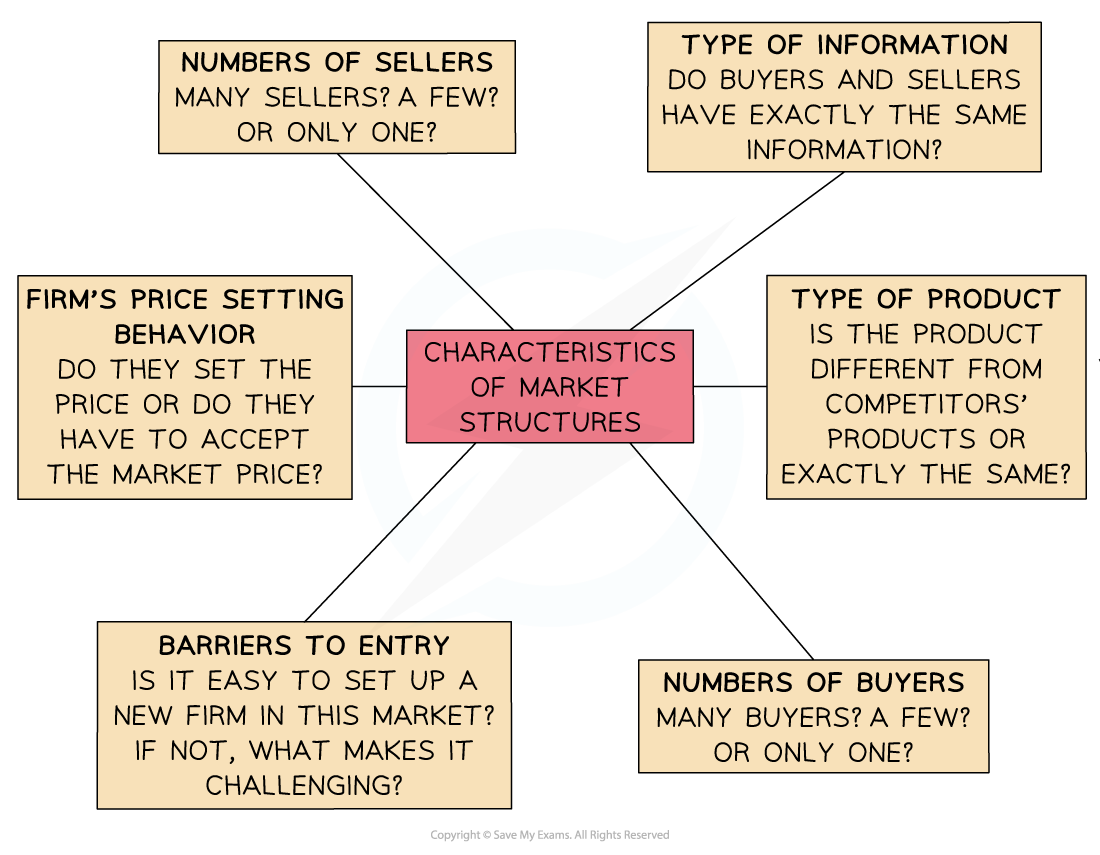 NUMBERS OF SELLERS
MANY SELLERS? A FEW?
OR ONLY ONE?
TYPE OF INFORMATION
DO BUYERS AND SELLERS
HAVE EXACTLY THE SAME
INFORMATION?
FIRM'S PRICE SETTING
BEHAVIOR
DO THEY SET THE
PRICE OR DO THEY
HAVE TO ACCEPT
THE MARKET PRICE?
CHARACTERISTICS
OF MARKET
STRUCTURES
TYPE OF PRODUCT
IS THE PRODUCT
DIFFERENT FROM
COMPETITORS'
PRODUCTS OR
EXACTLY THE SAME?
BARRIERS TO ENTRY
IS IT EASY TO SET UP A
NEW FIRM IN THIS MARKET?
IF NOT, WHAT MAKES IT
CHALLENGING?
NUMBERS OF BUYERS
MANY BUYERS? A FEW?
OR ONLY ONE?
Copyright © Save My Exams. All Rights Reserved